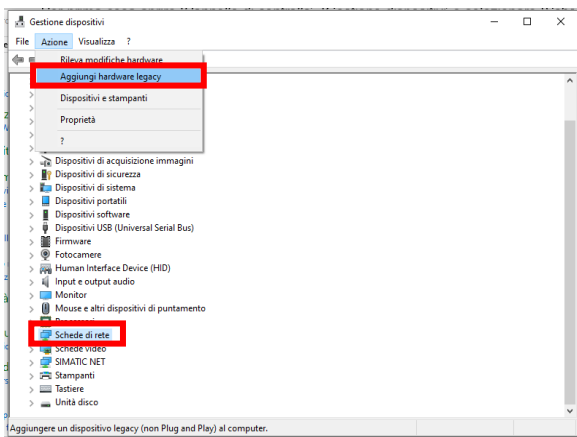 Gestione dispositivi
File Azione Visualizza ?
Rileva modifiche hardware
Aggiungi hardware legacy
Dispositivi e stampanti
Proprietà
?
Dispositivi di acquisizione immagini
Dispositivi di sicurezza
Dispositivi di sistema
Dispositivi portatili
Dispositivi software
Dispositivi USB (Universal Serial Bus)
Firmware
Fotocamere
Human Interface Device (HID)
Input e output audio
Monitor
Mouse e altri dispositivi di puntamento
Schede di rete
Schede video
SIMATIC NET
Stampanti
Tastiere
Unità disco
Aggiungere un dispositivo legacy (non Plug and Play) al computer.